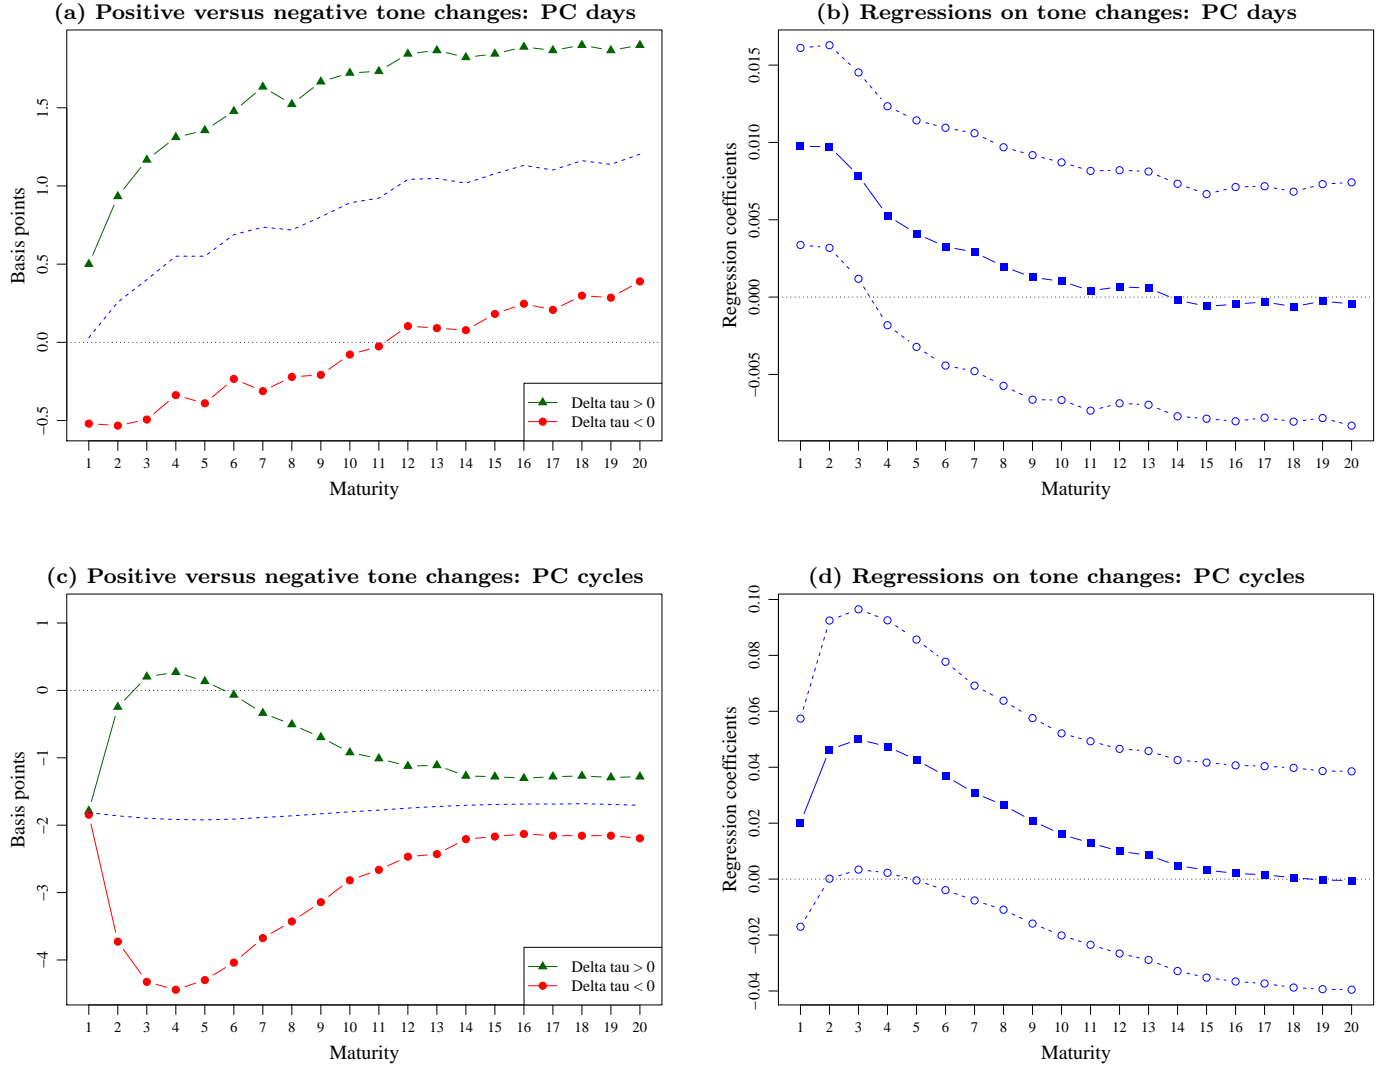 (a) Positive versus negative tone changes: PC days
Basis points
1.5
1.0
0.5
0.0
−0.5
Delta tau > 0
Delta tau < 0
1 2 3 4 5 6 7 8 9 10 11 12 13 14 15 16 17 18 19 20
Maturity
(b) Regressions on tone changes: PC days
Regression coefficients
0.015
0.010
0.005
0.000
−0.005
1 2 3 4 5 6 7 8 9 10 11 12 13 14 15 16 17 18 19 20
Maturity
(c) Positive versus negative tone changes: PC cycles
Basis points
1
0
−1
−2
−3
−4
Delta tau > 0
Delta tau < 0
1 2 3 4 5 6 7 8 9 10 11 12 13 14 15 16 17 18 19 20
Maturity
(d) Regressions on tone changes: PC cycles
Regression coefficients
0.10
0.08
0.06
0.04
0.02
0.00
−0.02
−0.04
1 2 3 4 5 6 7 8 9 10 11 12 13 14 15 16 17 18 19 20
Maturity